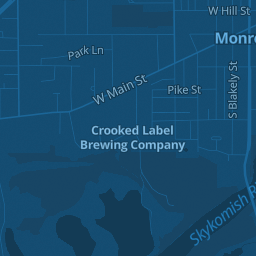 W Hill St
Monro
Park Ln
W Main St
Pike St
S Blakely St
Crooked Label
Brewing Company
Skykomish R